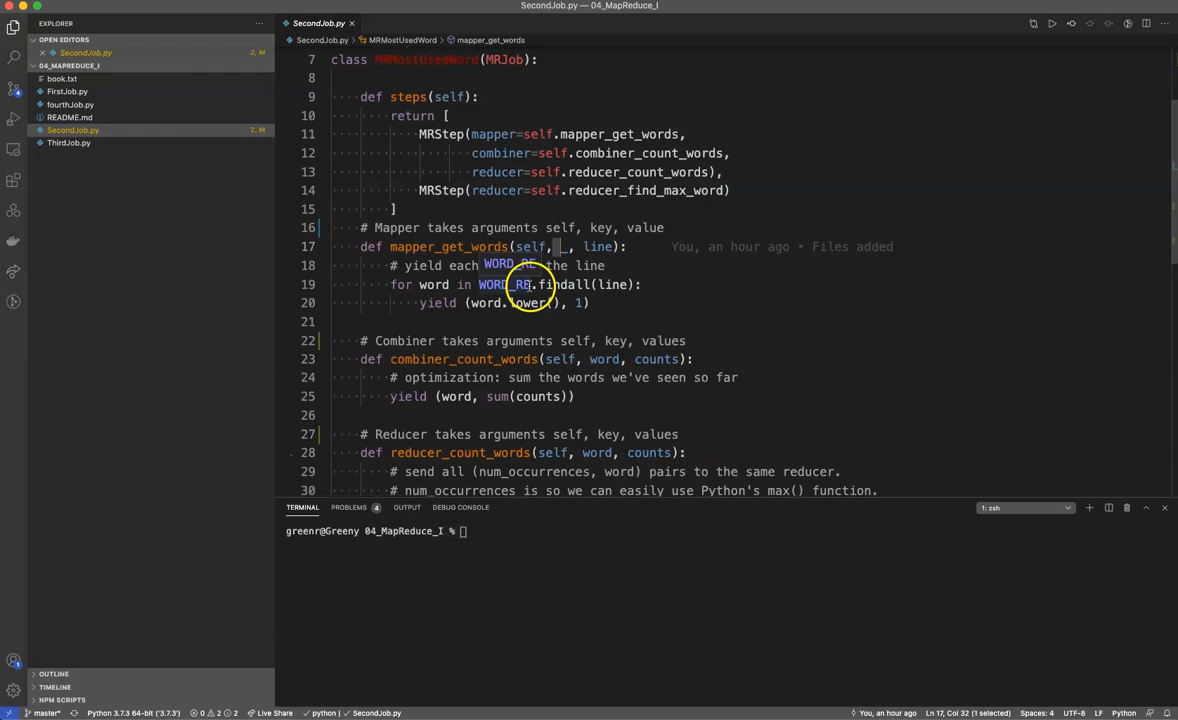 SecondJob.py — 04_MapReduce_I
EXPLORER
OPEN EDITORS
SecondJob.py 2, M
04_MAPREDUCE_I
book.txt
FirstJob.py
fourthJob.py
README.md
SecondJob.py 2, M
ThirdJob.py
OUTLINE
TIMELINE
NPM SCRIPTS
4
1
SecondJob.py
SecondJob.py > MRMostUsedWord > mapper_get_words
7 class MRMostUsedWord(MRJob):
8
9 def steps(self):
10 return [
11 MRStep(mapper=self.mapper_get_words,
12 combiner=self.combiner_count_words,
13 reducer=self.reducer_count_words),
14 MRStep(reducer=self.reducer_find_max_word)
15 ]
16 # Mapper takes arguments self, key, value
17 def mapper_get_words(self, _, line): You, an hour ago • Files added
18 # yield each the line
WORD_RE
19 for word in WORD_RE.findall(line):
20 yield (word.lower(), 1)
21
22 # Combiner takes arguments self, key, values
23 def combiner_count_words(self, word, counts):
24 # optimization: sum the words we've seen so far
25 yield (word, sum(counts))
26
27 # Reducer takes arguments self, key, values
28 def reducer_count_words(self, word, counts):
29 # send all (num_occurrences, word) pairs to the same reducer.
30 # num_occurrences is so we can easily use Python's max() function.
TERMINAL PROBLEMS 4 OUTPUT DEBUG CONSOLE 1: zsh
greenr@Greeny 04_MapReduce_I %
master* Python 3.7.3 64-bit ('3.7.3') 0 2 2 Live Share python | SecondJob.py You, an hour ago Ln 17, Col 32 (1 selected) Spaces: 4 UTF-8 LF Python